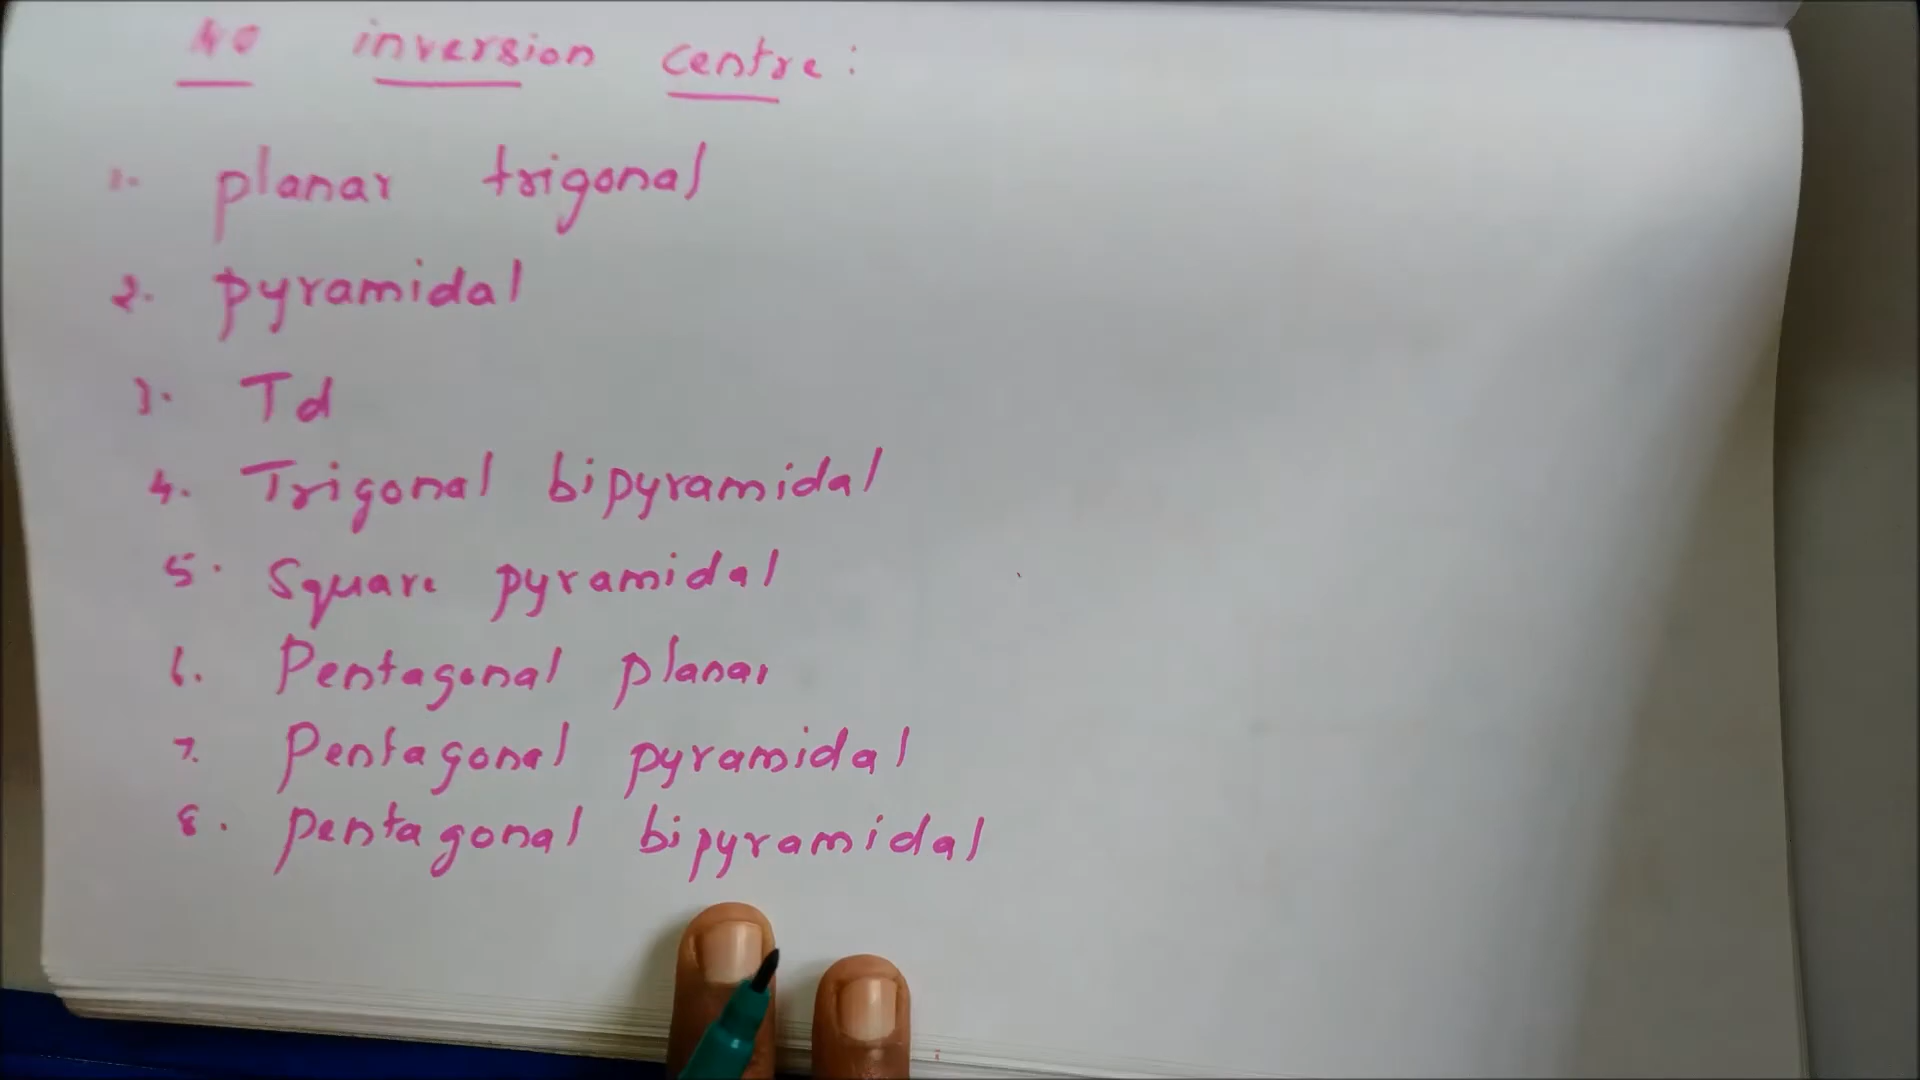 No inversion centre:
1. planar trigonal
2. pyramidal
3. Td
4. Trigonal bipyramidal
5. Square pyramidal
6. Pentagonal planar
7. Pentagonal pyramidal
8. pentagonal bipyramidal